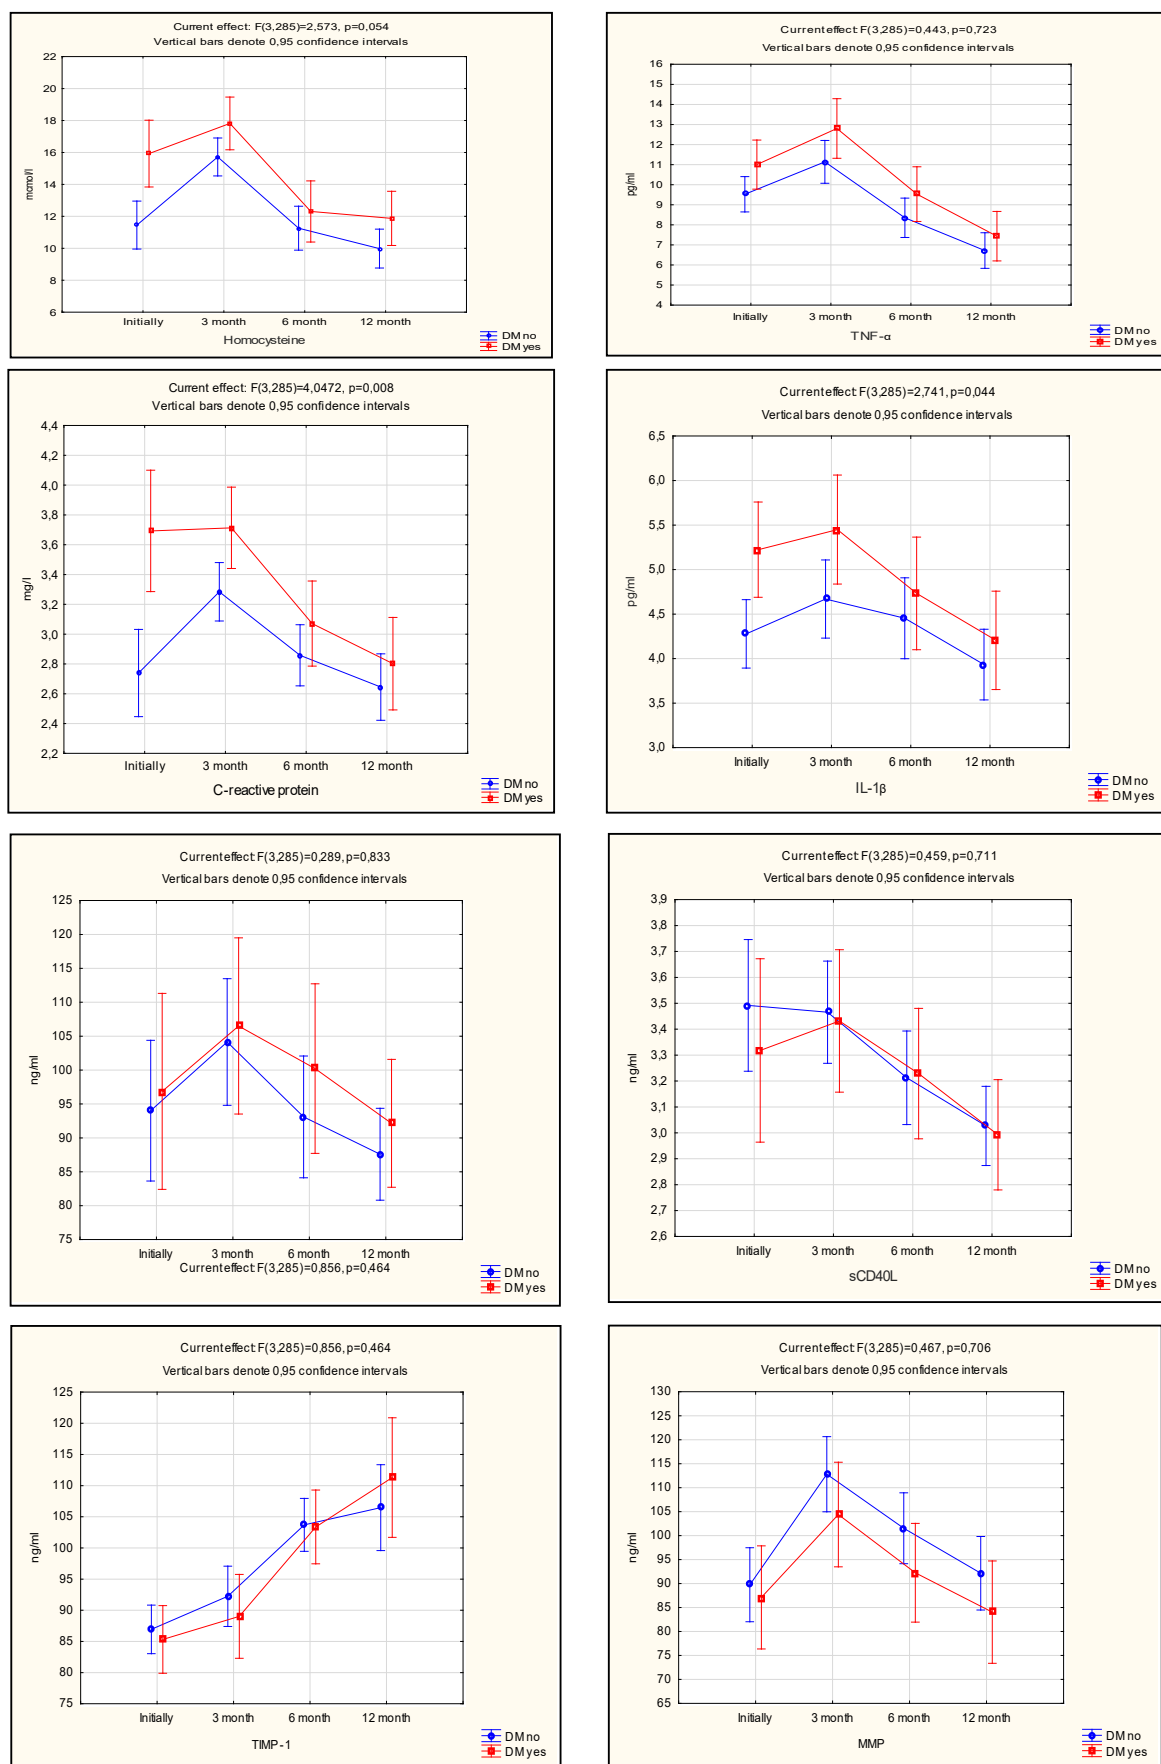 Current effect: F(3,285)=2,573, p=0,054
Vertical bars denote 0,95 confidence intervals
22
20
18
16
14
12
10
8
6
mcmol/l
Initially 3 month 6 month 12 month
Homocysteine
DM no
DM yes
Current effect: F(3,285)=0,443, p=0,723
Vertical bars denote 0,95 confidence intervals
16
15
14
13
12
11
10
9
8
7
6
5
4
pg/ml
Initially 3 month 6 month 12 month
TNF-α
DM no
DM yes
Current effect: F(3,285)=4,0472, p=0,008
Vertical bars denote 0,95 confidence intervals
4,4
4,2
4,0
3,8
3,6
3,4
3,2
3,0
2,8
2,6
2,4
2,2
mg/l
Initially 3 month 6 month 12 month
C-reactive protein
DM no
DM yes
Current effect: F(3,285)=2,741, p=0,044
Vertical bars denote 0,95 confidence intervals
6,5
6,0
5,5
5,0
4,5
4,0
3,5
3,0
pg/ml
Initially 3 month 6 month 12 month
IL-1β
DM no
DM yes
Current effect: F(3,285)=0,289, p=0,833
Vertical bars denote 0,95 confidence intervals
125
120
115
110
105
100
95
90
85
80
75
ng/ml
Initially 3 month 6 month 12 month
Current effect: F(3,285)=0,856, p=0,464
DM no
DM yes
Current effect: F(3,285)=0,459, p=0,711
Vertical bars denote 0,95 confidence intervals
3,9
3,8
3,7
3,6
3,5
3,4
3,3
3,2
3,1
3,0
2,9
2,8
2,7
2,6
ng/ml
Initially 3 month 6 month 12 month
sCD40L
DM no
DM yes
Current effect: F(3,285)=0,856, p=0,464
Vertical bars denote 0,95 confidence intervals
125
120
115
110
105
100
95
90
85
80
75
ng/ml
Initially 3 month 6 month 12 month
TIMP-1
DM no
DM yes
Current effect: F(3,285)=0,467, p=0,706
Vertical bars denote 0,95 confidence intervals
130
125
120
115
110
105
100
95
90
85
80
75
70
65
ng/ml
Initially 3 month 6 month 12 month
MMP
DM no
DM yes